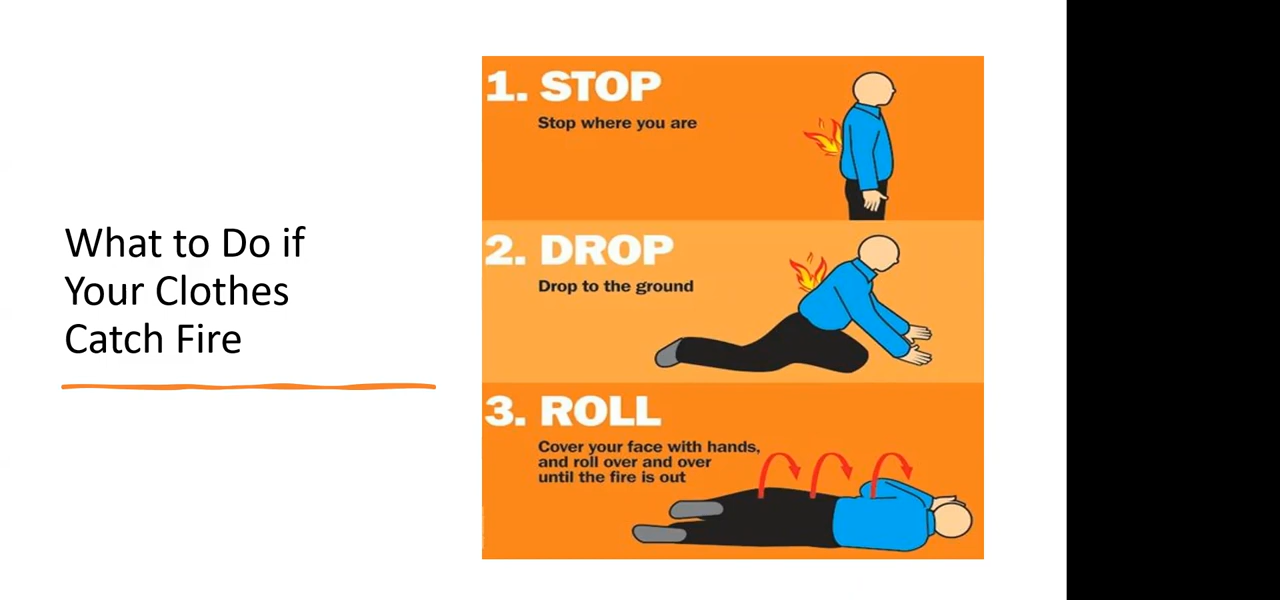 What to Do if
Your Clothes
Catch Fire
1. STOP
Stop where you are
2. DROP
Drop to the ground
3. ROLL
Cover your face with hands,
and roll over and over
until the fire is out